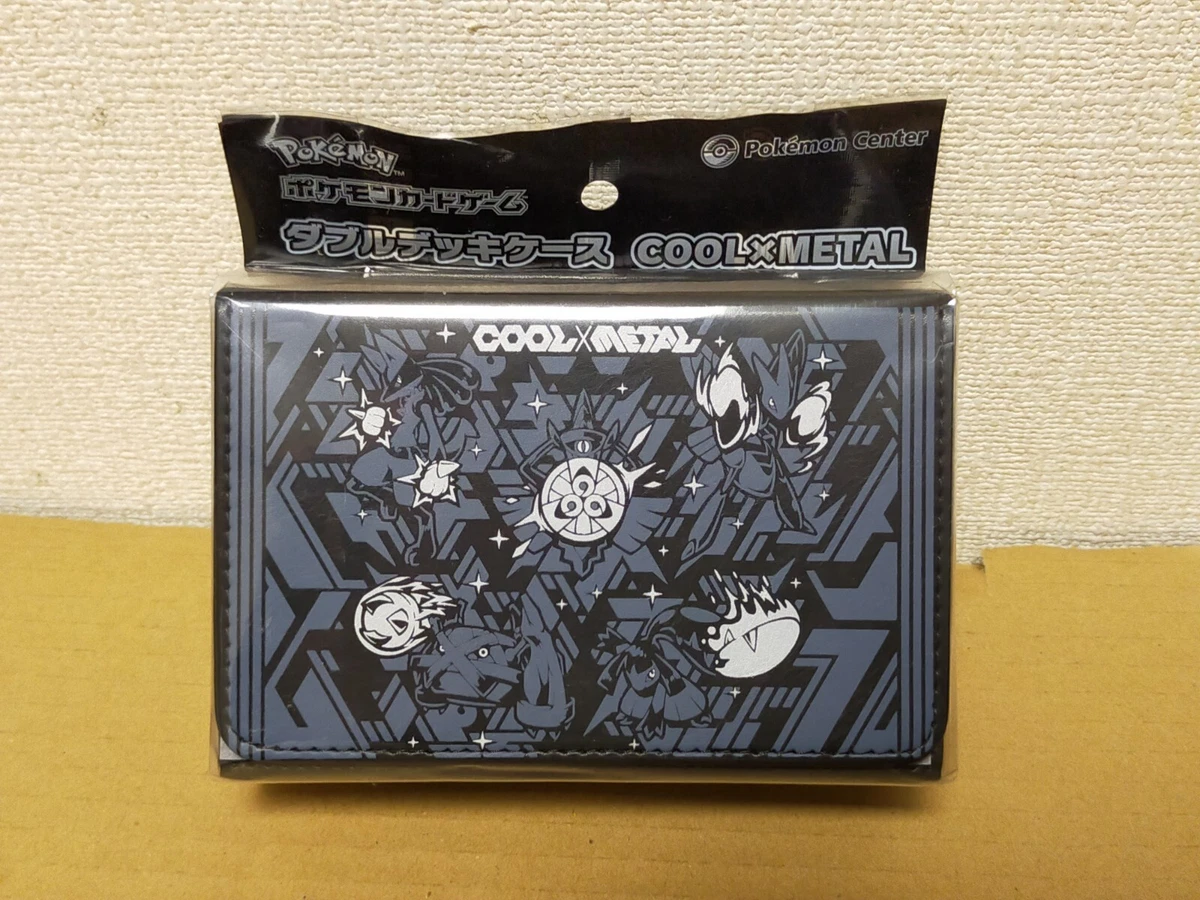 Pokémon™
Pokémon Center
ポケモンカードゲーム
ダブルデッキケース COOL×METAL
COOL×METAL